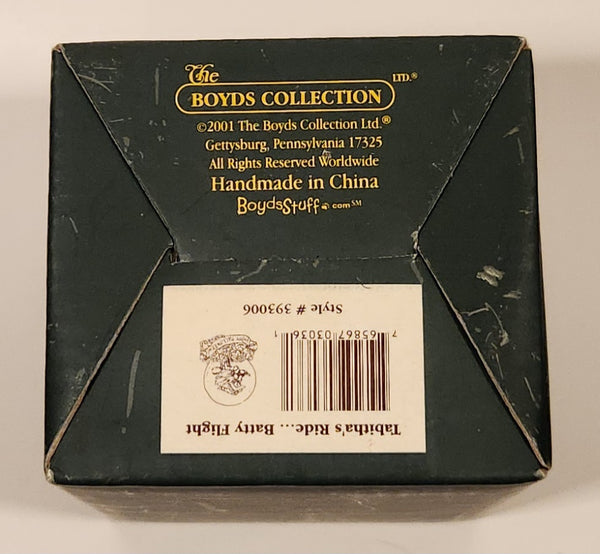 The
BOYDS COLLECTION LTD.®
©2001 The Boyds Collection Ltd.®
Gettysburg, Pennsylvania 17325
All Rights Reserved Worldwide
Handmade in China
BoydsStuff.com℠
Tabitha's Ride... Batty Flight
7 65867 03036 1
Style # 393006